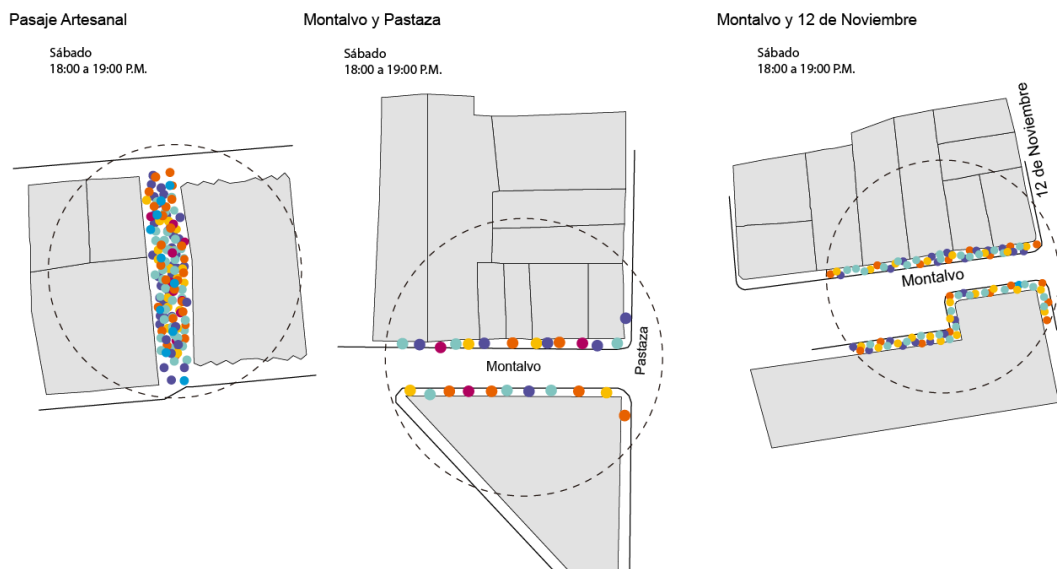 Pasaje Artesanal
Sábado
18:00 a 19:00 P.M.
Montalvo y Pastaza
Sábado
18:00 a 19:00 P.M.
Montalvo
Pastaza
Montalvo y 12 de Noviembre
Sábado
18:00 a 19:00 P.M.
12 de Noviembre
Montalvo